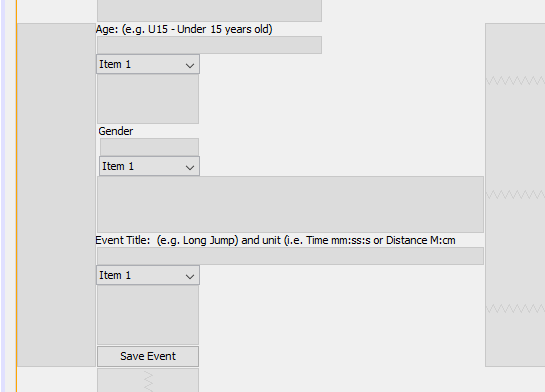 Age: (e.g. U15 - Under 15 years old)
Item 1
Gender
Item 1
Event Title:  (e.g. Long Jump) and unit (i.e. Time mm:ss:s or Distance M:cm
Item 1
Save Event